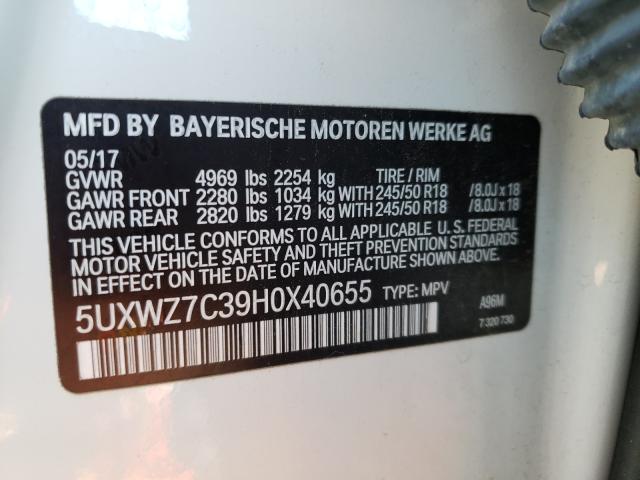 MFD BY BAYERISCHE MOTOREN WERKE AG
05/17
GVWR 4969 lbs 2254 kg TIRE / RIM
GAWR FRONT 2280 lbs 1034 kg WITH 245/50 R18 /8.0J x 18
GAWR REAR 2820 lbs 1279 kg WITH 245/50 R18 /8.0J x 18
THIS VEHICLE CONFORMS TO ALL APPLICABLE U. S. FEDERAL
MOTOR VEHICLE SAFETY AND THEFT PREVENTION STANDARDS
IN EFFECT ON THE DATE OF MANUFACTURE SHOWN ABOVE.
5UXWZ7C39H0X40655 TYPE: MPV A96M
7 320 730